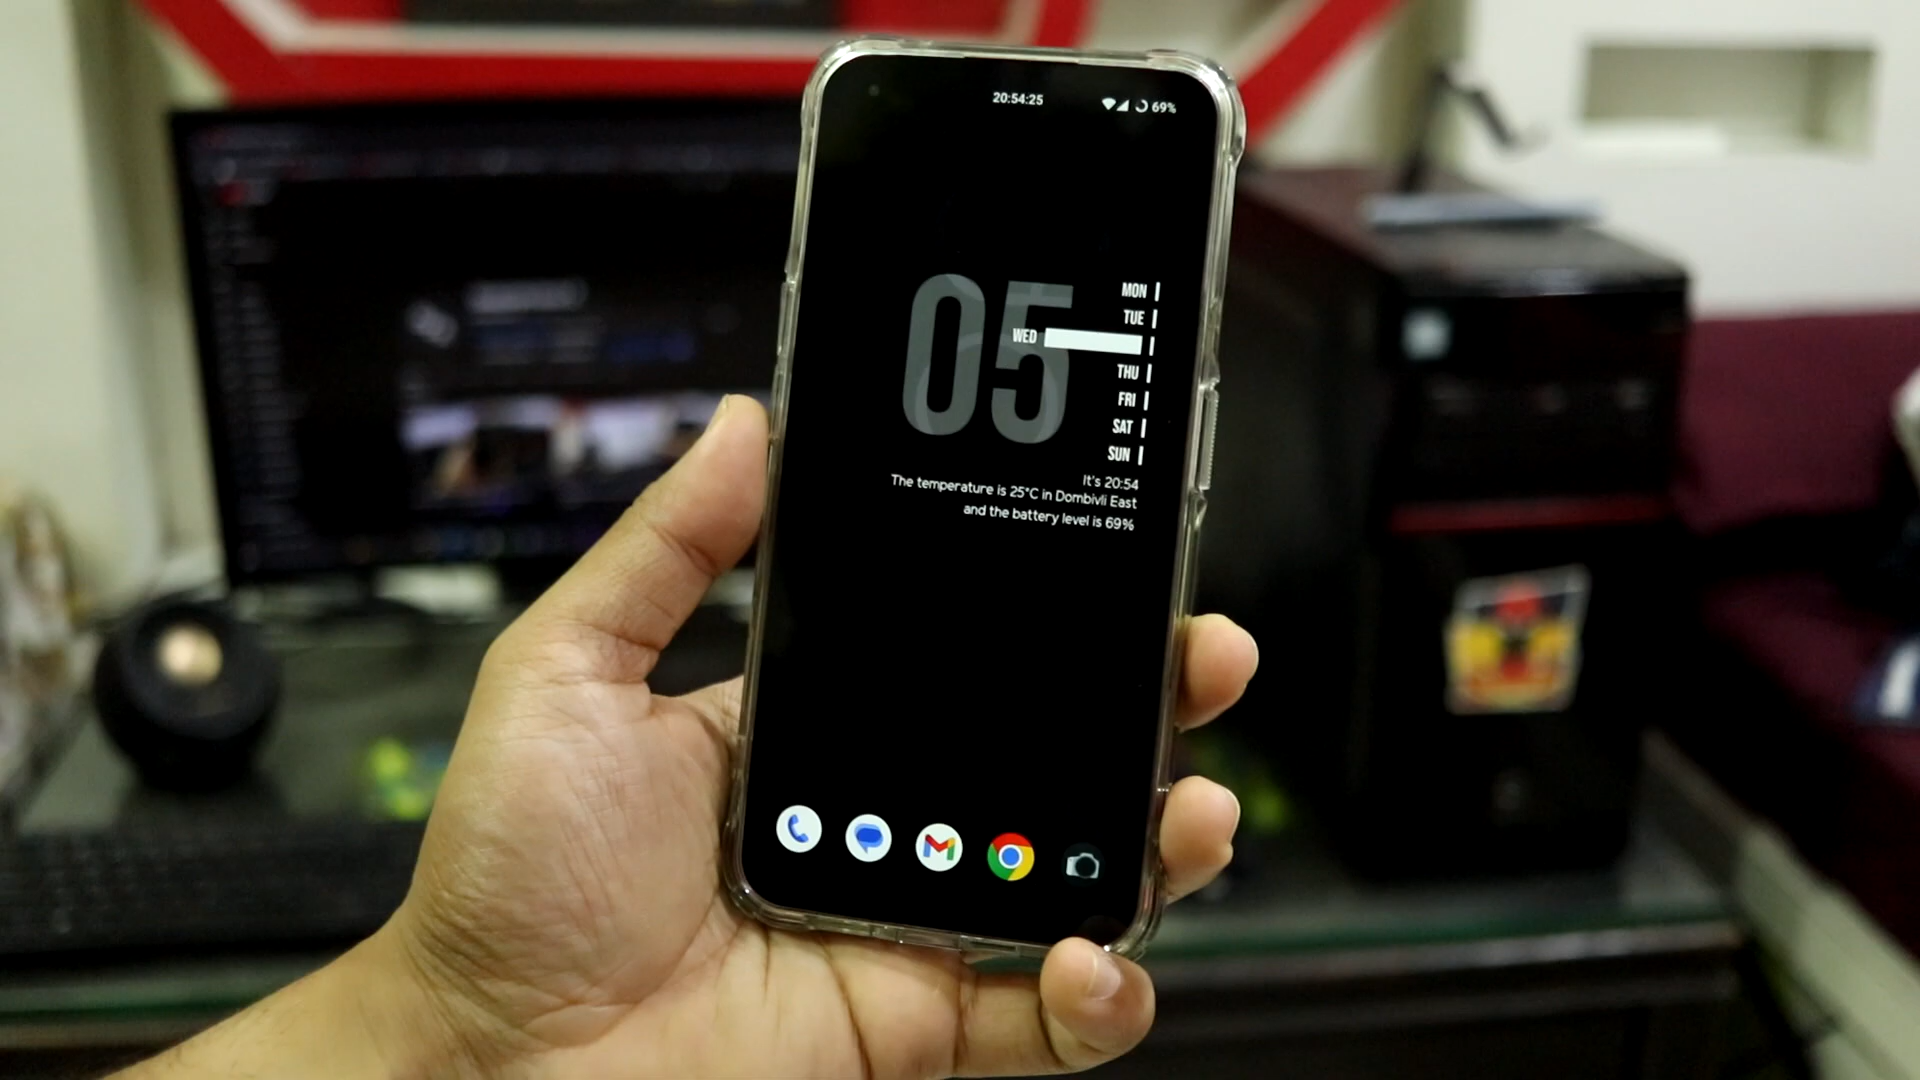 20:54:25
69%
05
MON
TUE
WED
THU
FRI
SAT
SUN
It's 20:54
The temperature is 25°C in Dombivli East
and the battery level is 69%